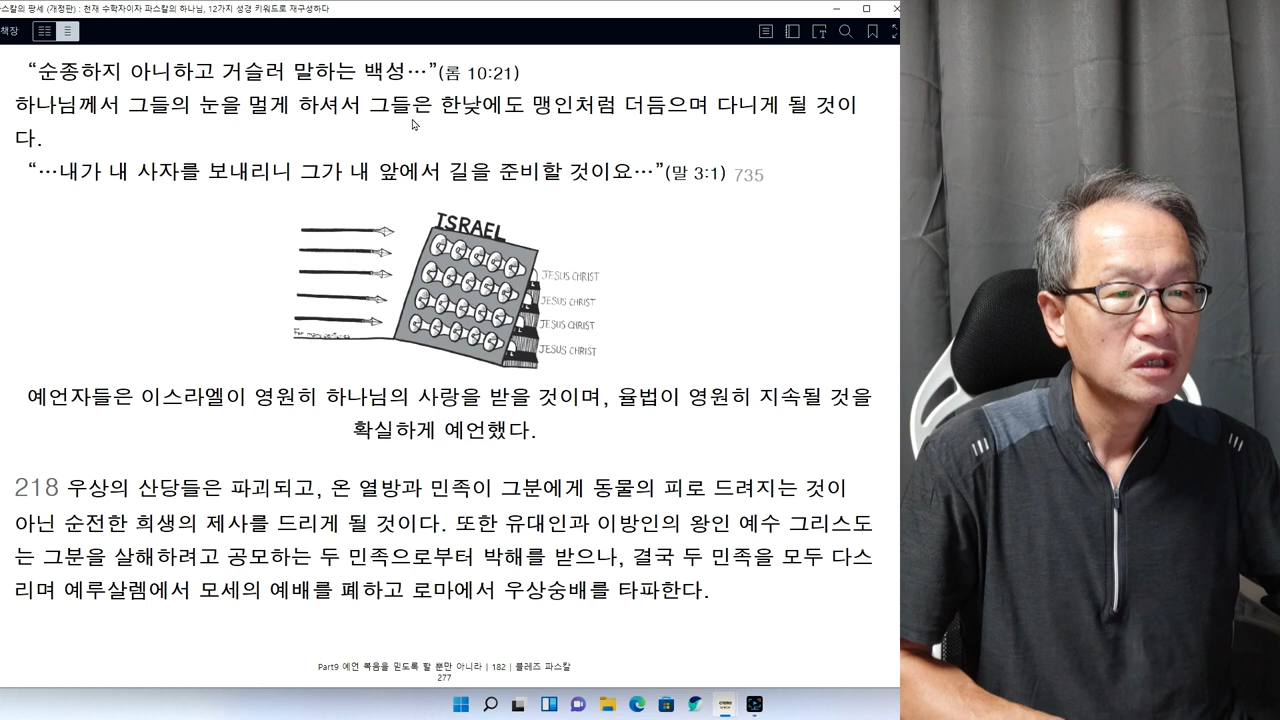 스칼의 팡세 (개정판) : 천재 수학자이자 파스칼의 하나님, 12가지 성경 키워드로 재구성하다
책장
“순종하지 아니하고 거슬러 말하는 백성…”(롬 10:21)
하나님께서 그들의 눈을 멀게 하셔서 그들은 한낮에도 맹인처럼 더듬으며 다니게 될 것이
다.
“…내가 내 사자를 보내리니 그가 내 앞에서 길을 준비할 것이요…”(말 3:1) 735
ISRAEL
JESUS CHRIST
JESUS CHRIST
JESUS CHRIST
JESUS CHRIST
예언자들은 이스라엘이 영원히 하나님의 사랑을 받을 것이며, 율법이 영원히 지속될 것을
확실하게 예언했다.
218 우상의 산당들은 파괴되고, 온 열방과 민족이 그분에게 동물의 피로 드려지는 것이
아닌 순전한 희생의 제사를 드리게 될 것이다. 또한 유대인과 이방인의 왕인 예수 그리스도
는 그분을 살해하려고 공모하는 두 민족으로부터 박해를 받으나, 결국 두 민족을 모두 다스
리며 예루살렘에서 모세의 예배를 폐하고 로마에서 우상숭배를 타파한다.
Part9 예언 복음을 믿도록 할 뿐만 아니라 | 182 | 블레즈 파스칼
277